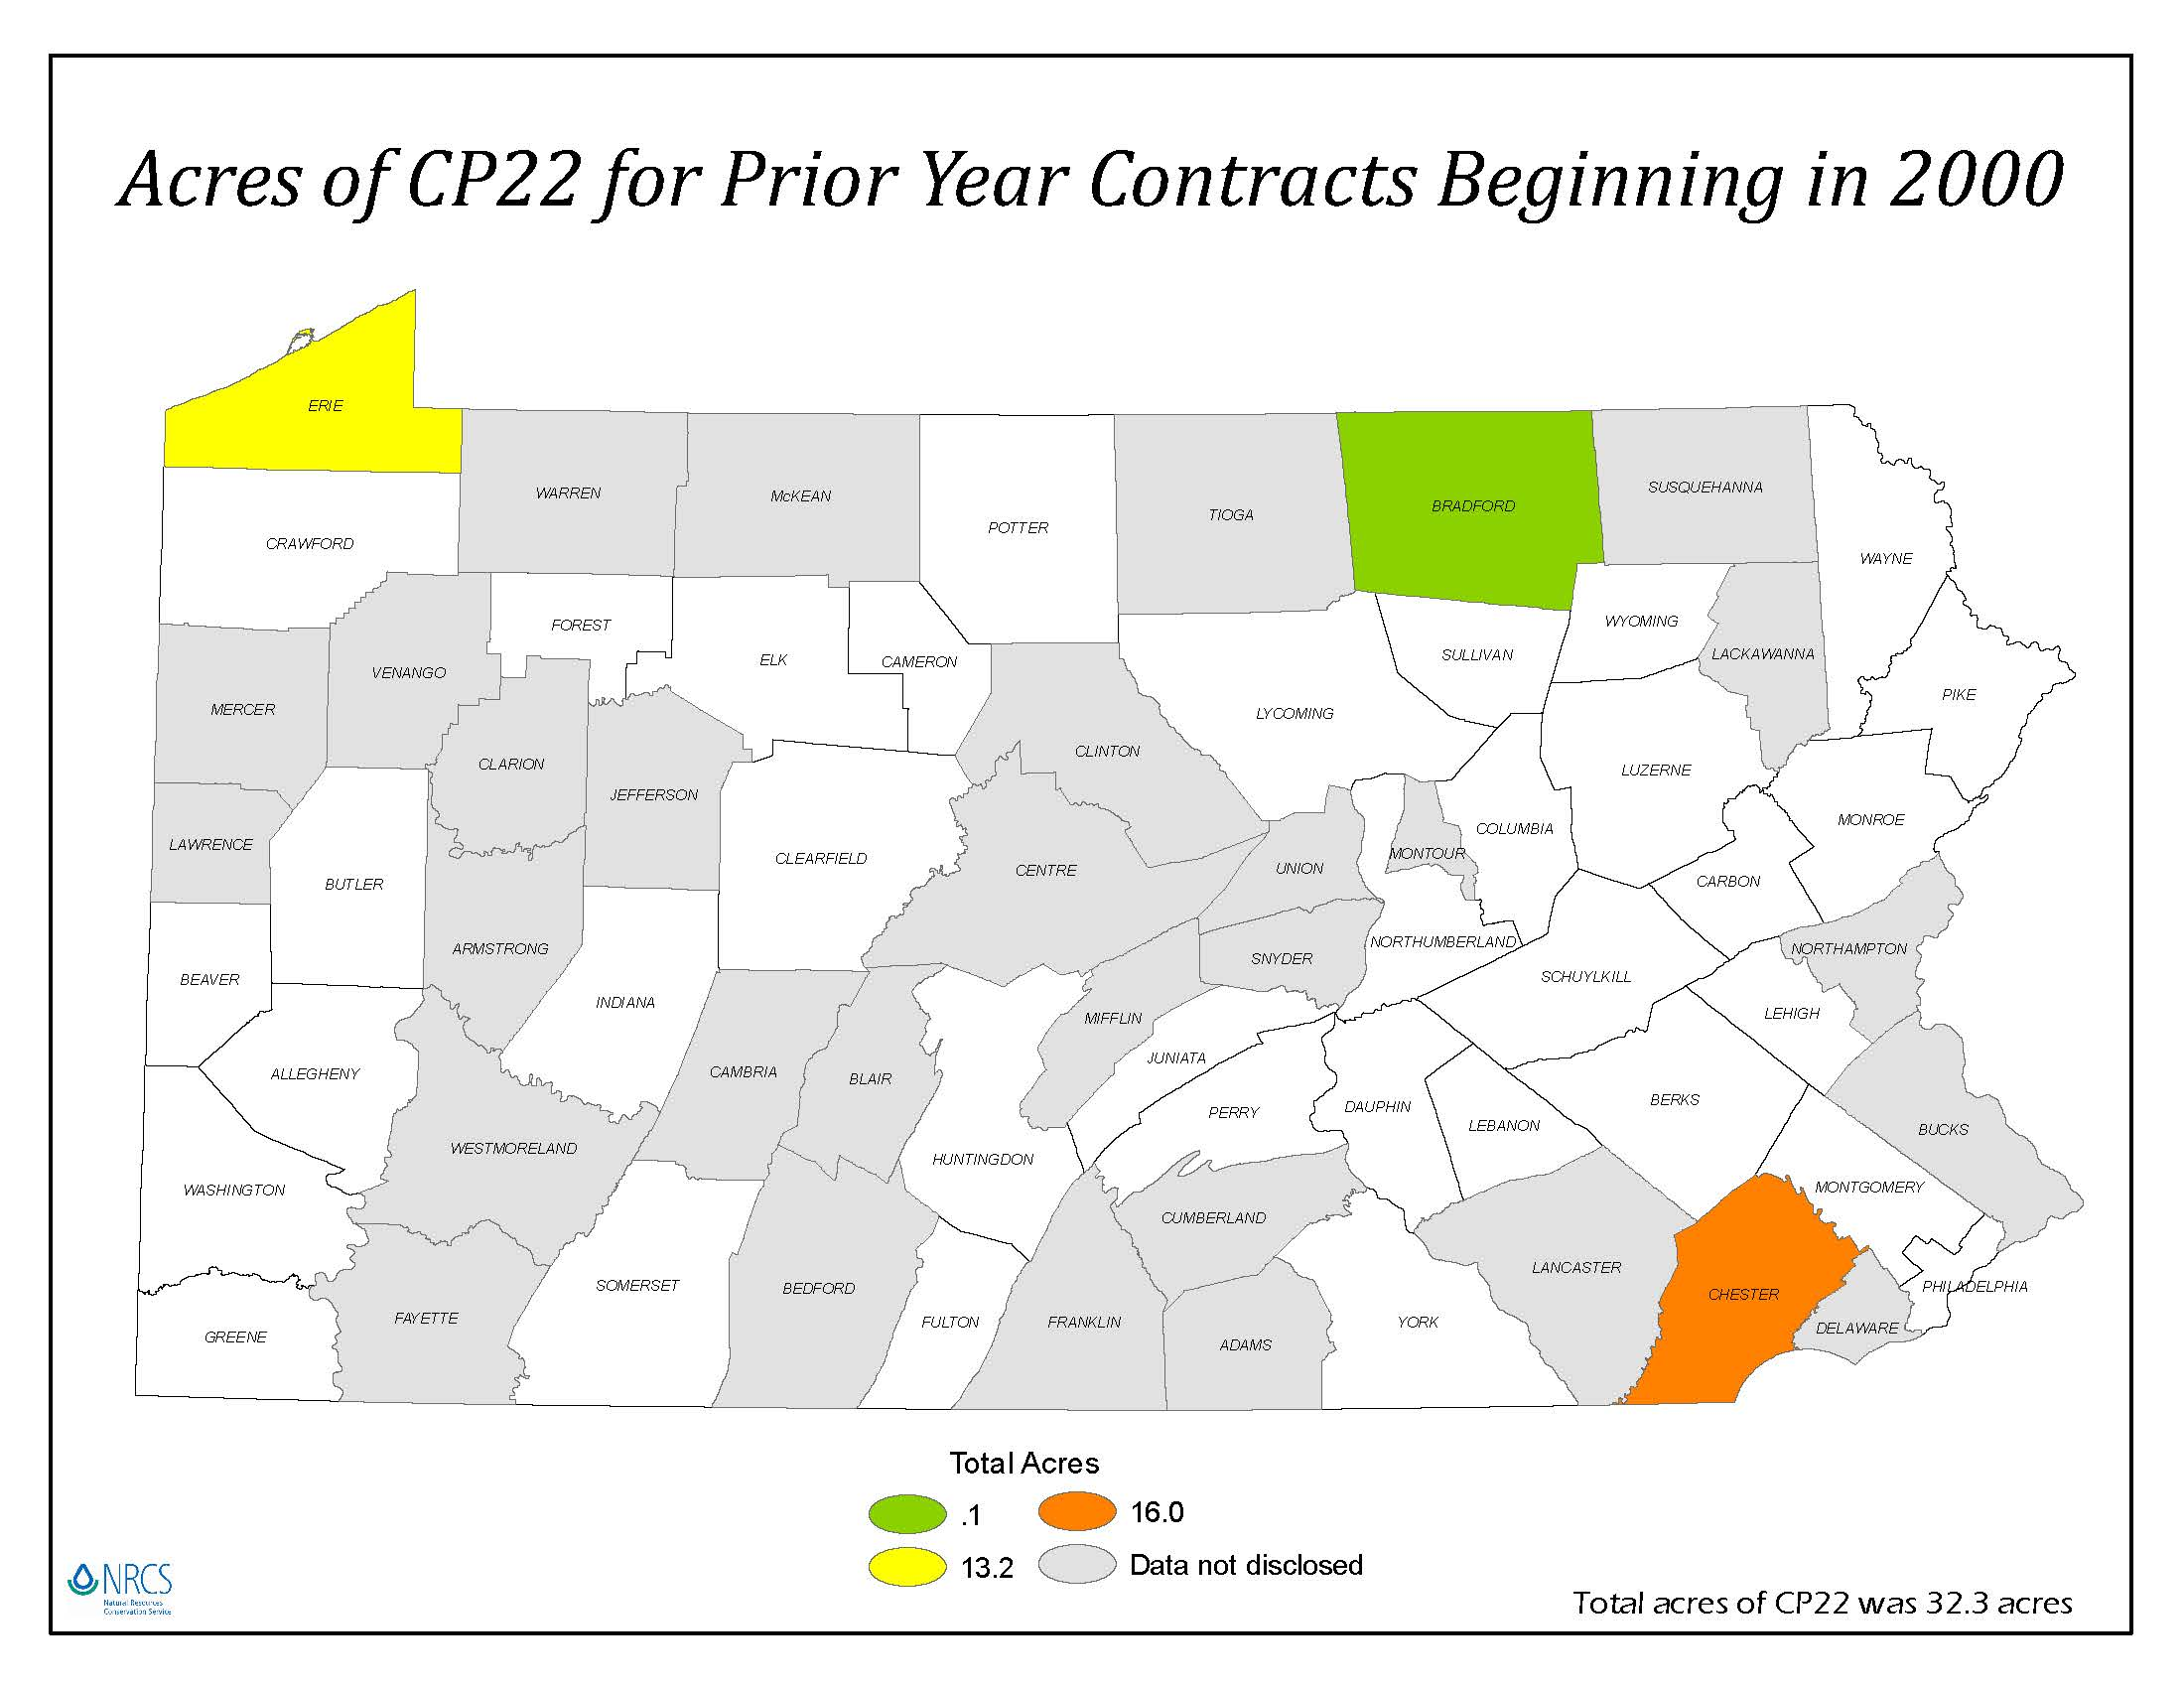 Acres of CP22 for Prior Year Contracts Beginning in 2000
ERIE
WARREN
McKEAN
POTTER
TIOGA
BRADFORD
SUSQUEHANNA
WAYNE
CRAWFORD
FOREST
ELK
CAMERON
SULLIVAN
WYOMING
LACKAWANNA
PIKE
VENANGO
MERCER
CLARION
JEFFERSON
CLINTON
LYCOMING
LUZERNE
MONROE
COLUMBIA
LAWRENCE
BUTLER
CLEARFIELD
CENTRE
UNION
MONTOUR
CARBON
ARMSTRONG
SNYDER
NORTHUMBERLAND
NORTHAMPTON
BEAVER
INDIANA
SCHUYLKILL
LEHIGH
MIFFLIN
JUNIATA
ALLEGHENY
CAMBRIA
BLAIR
PERRY
DAUPHIN
LEBANON
BERKS
BUCKS
WESTMORELAND
HUNTINGDON
WASHINGTON
CUMBERLAND
MONTGOMERY
LANCASTER
CHESTER
PHILADELPHIA
SOMERSET
BEDFORD
FAYETTE
FULTON
FRANKLIN
ADAMS
YORK
DELAWARE
GREENE
Total Acres
.1
16.0
13.2
Data not disclosed
NRCS
Natural Resources
Conservation Service
Total acres of CP22 was 32.3 acres